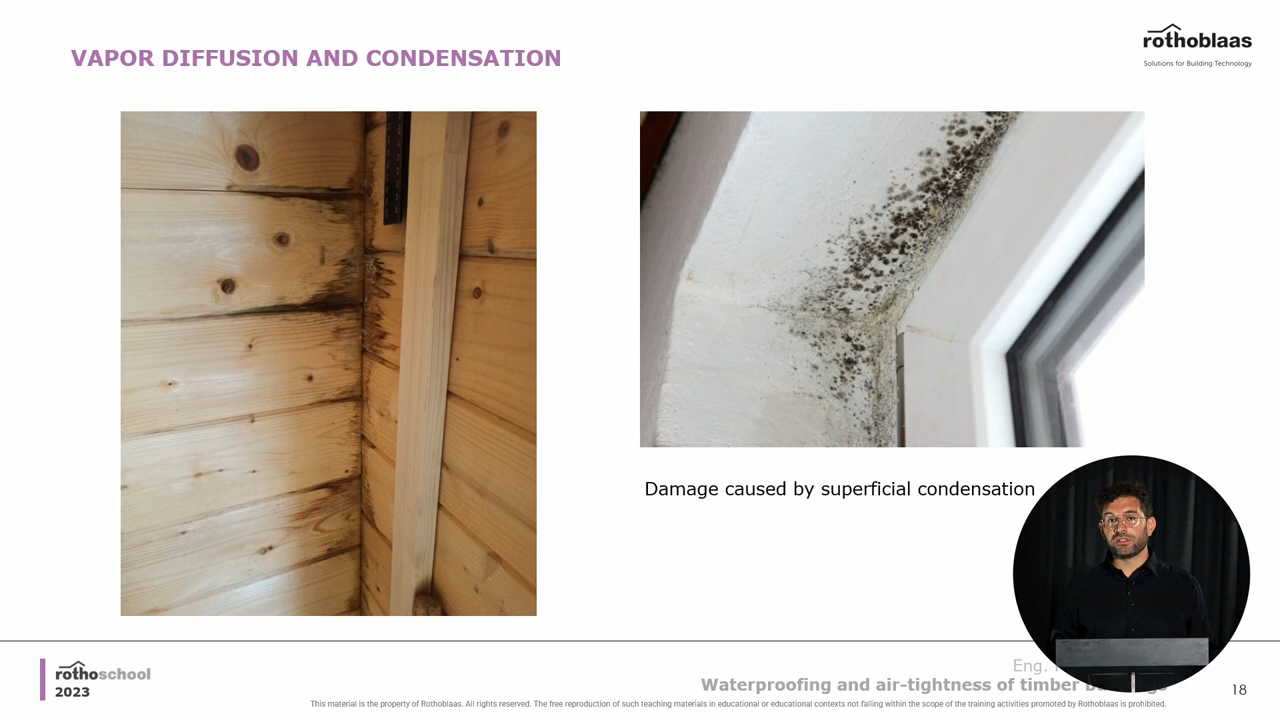 VAPOR DIFFUSION AND CONDENSATION
rothoblaas
Solutions for Building Technology
Damage caused by superficial condensation
rothoschool
2023
Eng.
Waterproofing and air-tightness of timber
18
This material is the property of Rothoblaas. All rights reserved. The free reproduction of such teaching materials in educational or educational contexts not falling within the scope of the training activities promoted by Rothoblaas is prohibited.